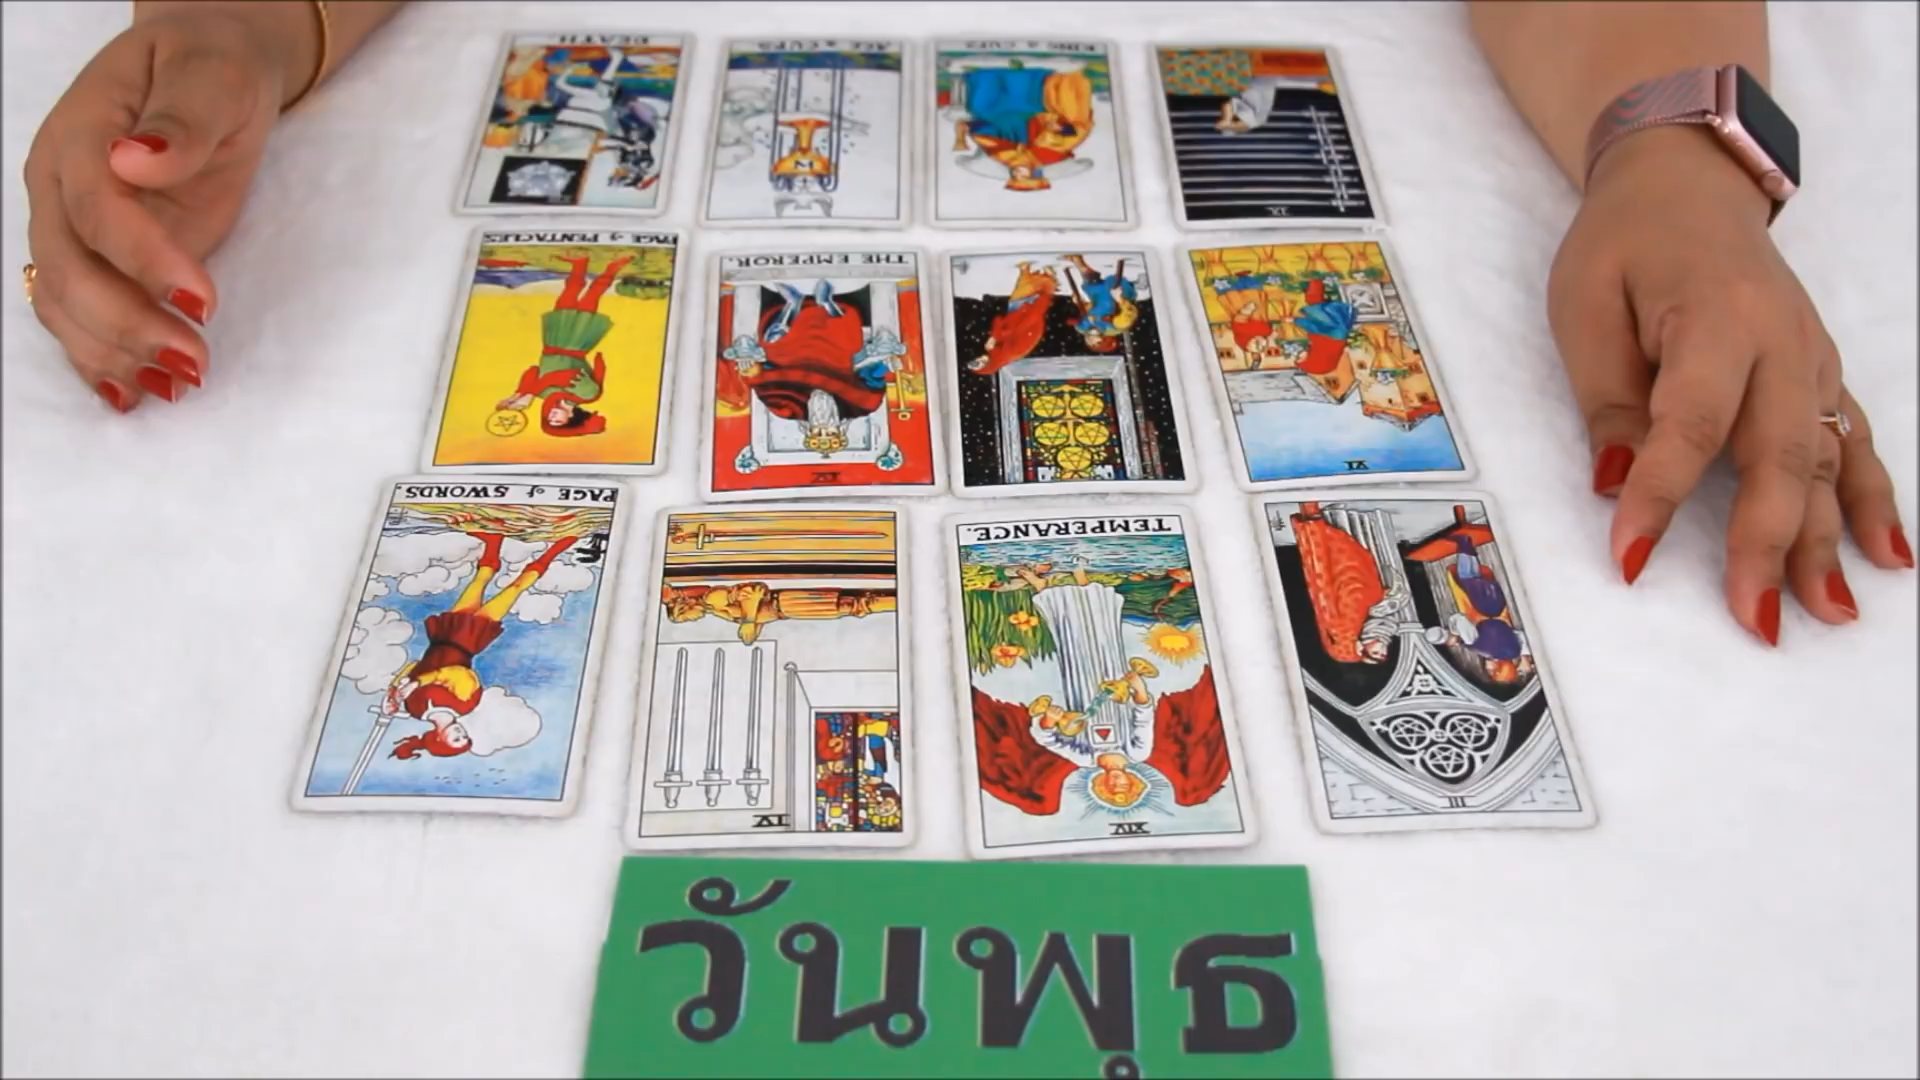 DEATH.
ACE of CUPS
KING of CUPS
IX
PAGE of PENTACLES
THE EMPEROR.
IV
VI
PAGE of SWORDS.
IV
TEMPERANCE.
XIV
III
วันพุธ